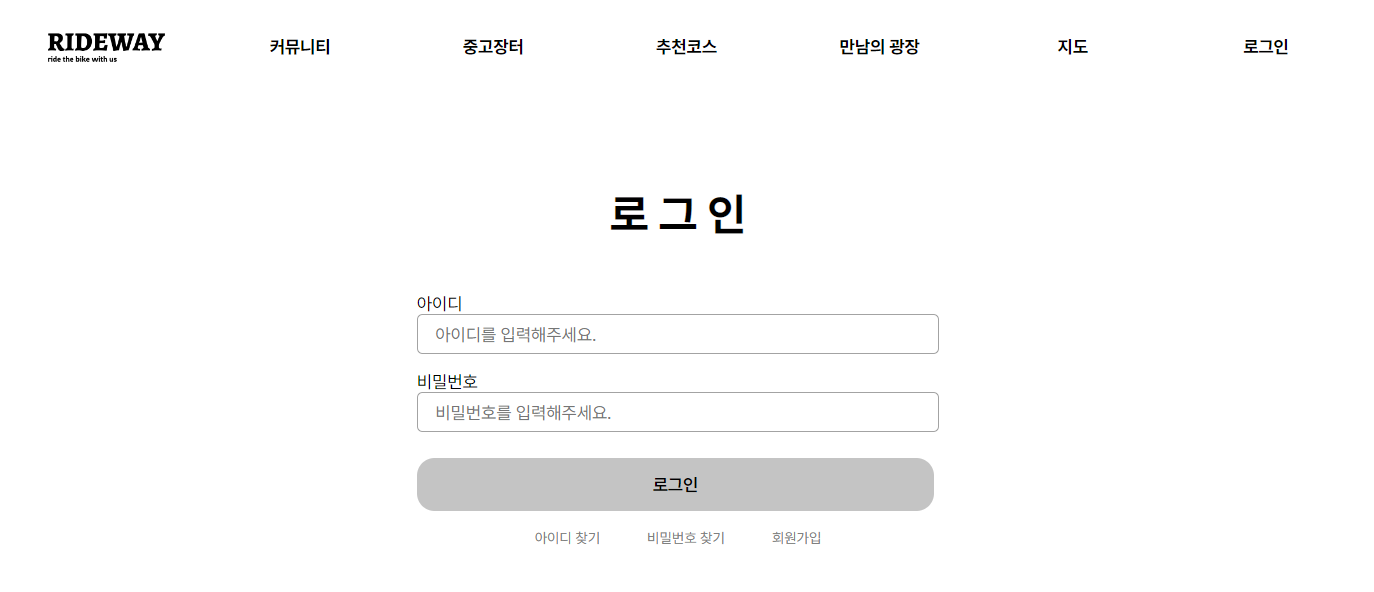 RIDEWAY
ride the bike with us
커뮤니티 중고장터 추천코스 만남의 광장 지도 로그인
로그인
아이디
아이디를 입력해주세요.
비밀번호
비밀번호를 입력해주세요.
로그인
아이디 찾기 비밀번호 찾기 회원가입